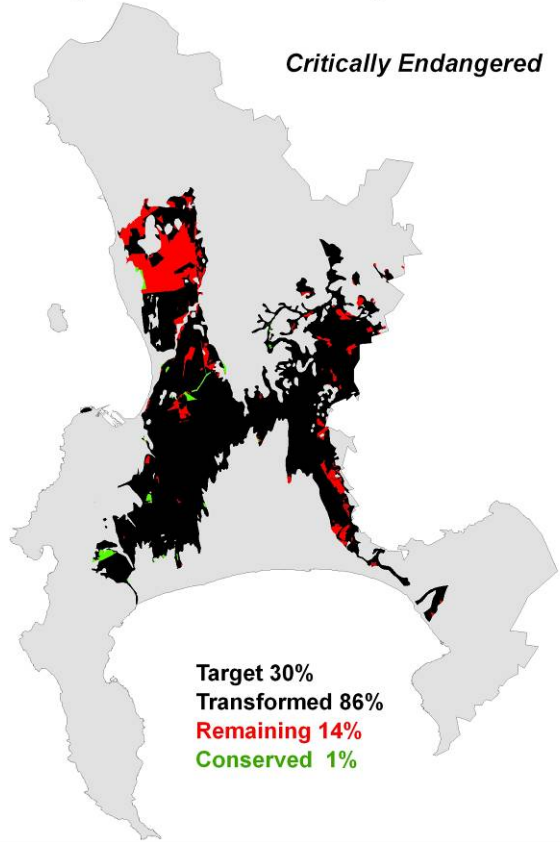 Critically Endangered
Target 30%
Transformed 86%
Remaining 14%
Conserved 1%